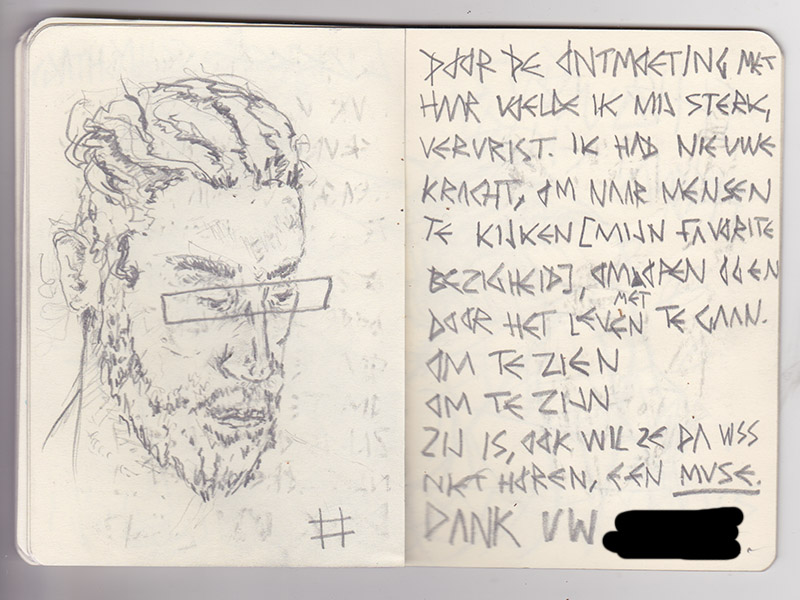 #
DOOR DE ONTMOETING MET
HAAR VOELDE IK MIJ STERK,
VERVRIST. IK HAD NIEUWE
KRACHT, OM NAAR MENSEN
TE KIJKEN [MIJN FAVORITE
BEZIGHEID], OM OPEN OGEN
MET
DOOR HET LEVEN TE GAAN.
OM TE ZIEN
OM TE ZIJN
ZIJ IS, OOK WIL ZE DA WSS
NIET HOREN, EEN MUSE.
DANK UW